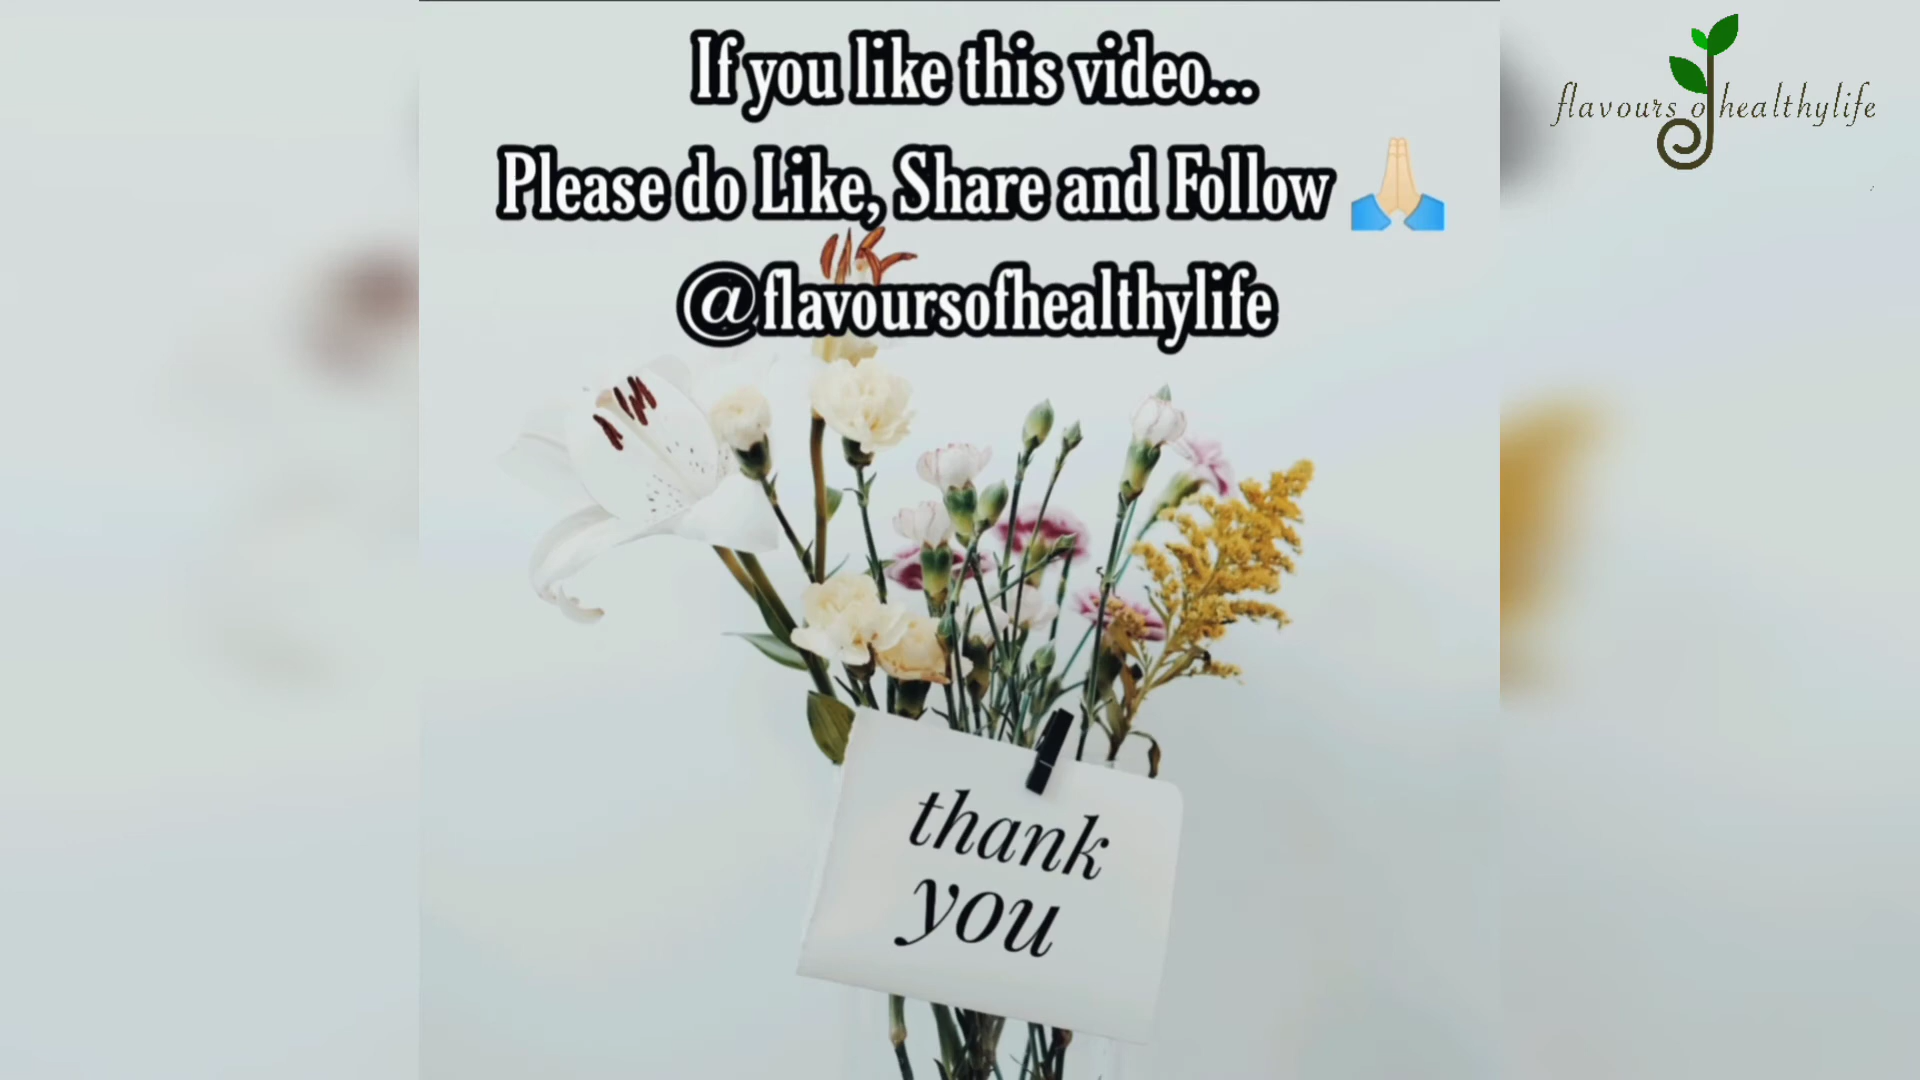 If you like this video...
Please do Like, Share and Follow 🙏🏻
@flavoursofhealthylife
flavours of healthylife
thank
you